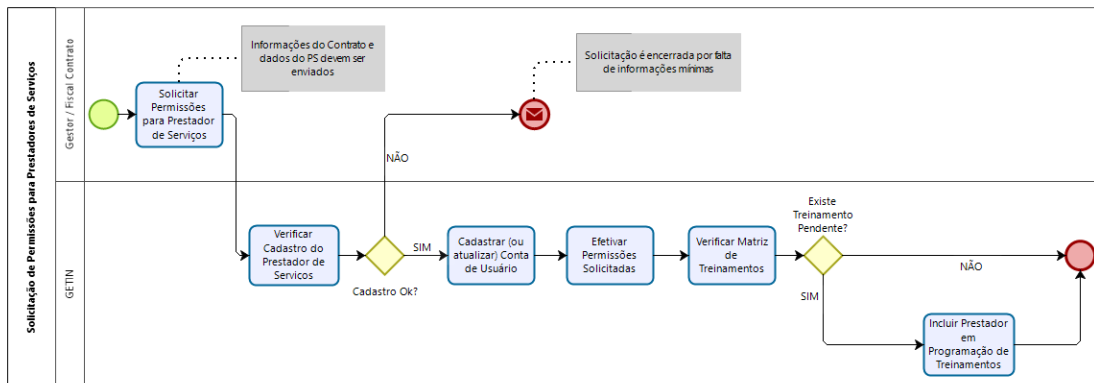 Solicitação de Permissões para Prestadores de Serviços
Gestor / Fiscal Contrato
Informações do Contrato e
dados do PS devem ser
enviados
Solicitação é encerrada por falta
de informações mínimas
Solicitar
Permissões
para Prestador
de Serviços
NÃO
GETIN
Verificar
Cadastro do
Prestador de
Servicos
Cadastro Ok?
SIM
Cadastrar (ou
atualizar) Conta
de Usuário
Efetivar
Permissões
Solicitadas
Verificar Matriz
de
Treinamentos
Existe
Treinamento
Pendente?
NÃO
SIM
Incluir Prestador
em
Programação de
Treinamentos